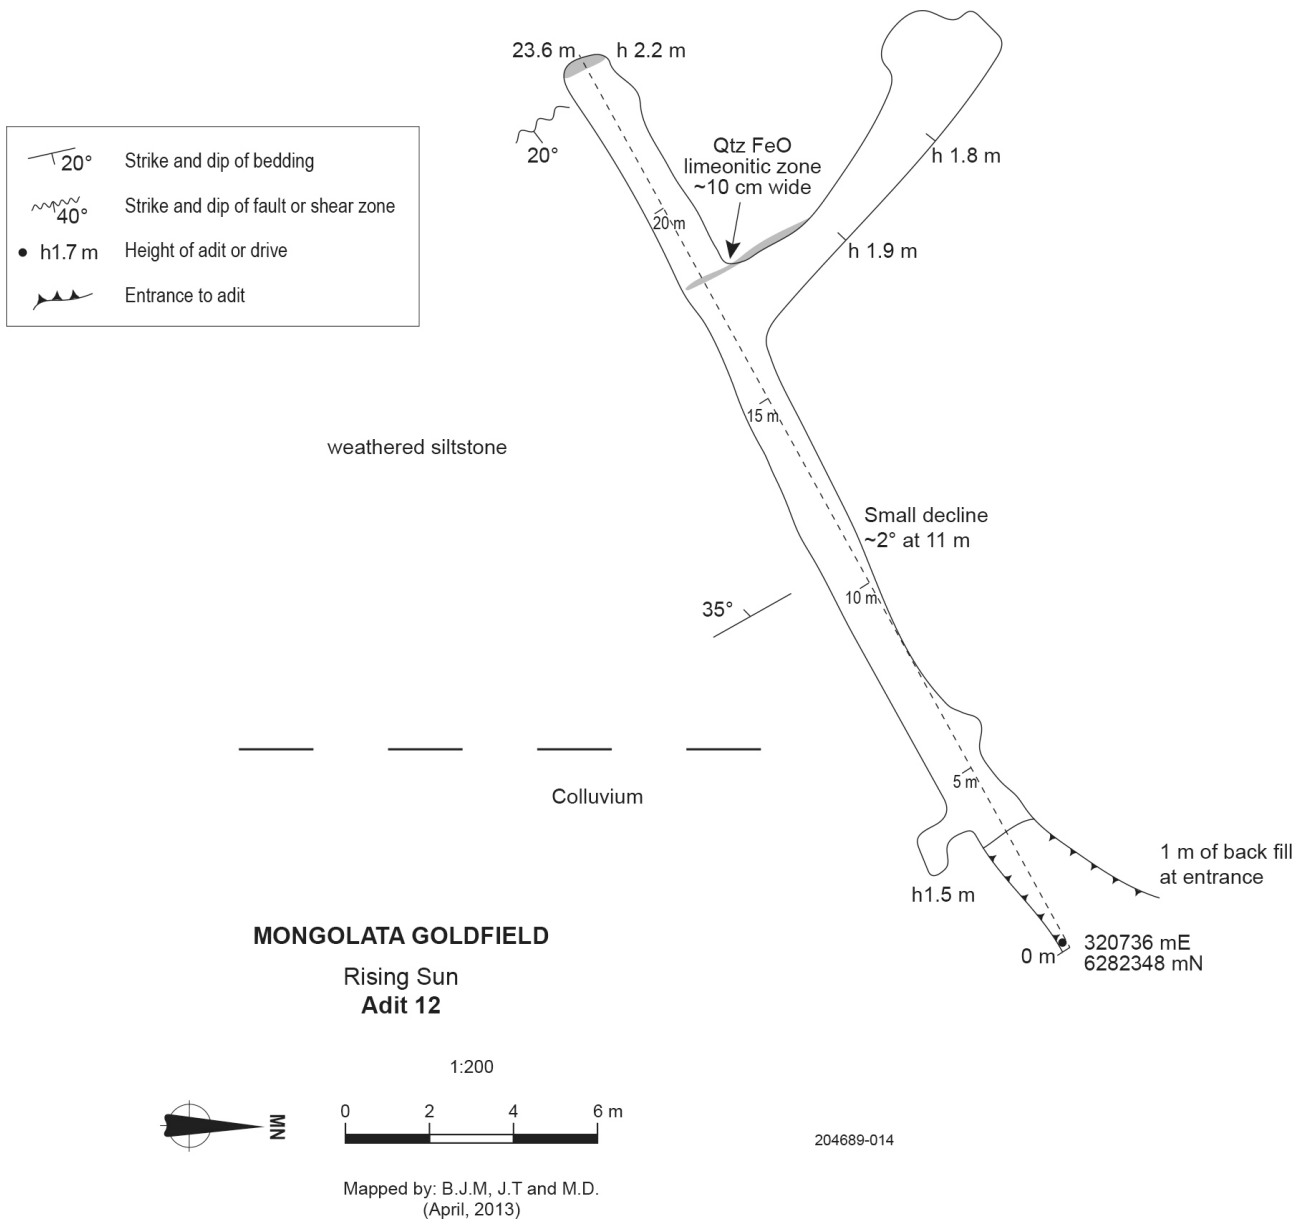 23.6 m
h 2.2 m
20°
Qtz FeO
limeonitic zone
~10 cm wide
h 1.8 m
h 1.9 m
20°
Strike and dip of bedding
40°
Strike and dip of fault or shear zone
h1.7 m
Height of adit or drive
Entrance to adit
20 m
15 m
weathered siltstone
Small decline
~2° at 11 m
10 m
35°
5 m
Colluvium
1 m of back fill
at entrance
h1.5 m
0 m
320736 mE
6282348 mN
MONGOLATA GOLDFIELD
Rising Sun
Adit 12
1:200
0 2 4 6 m
MN
204689-014
Mapped by: B.J.M, J.T and M.D.
(April, 2013)